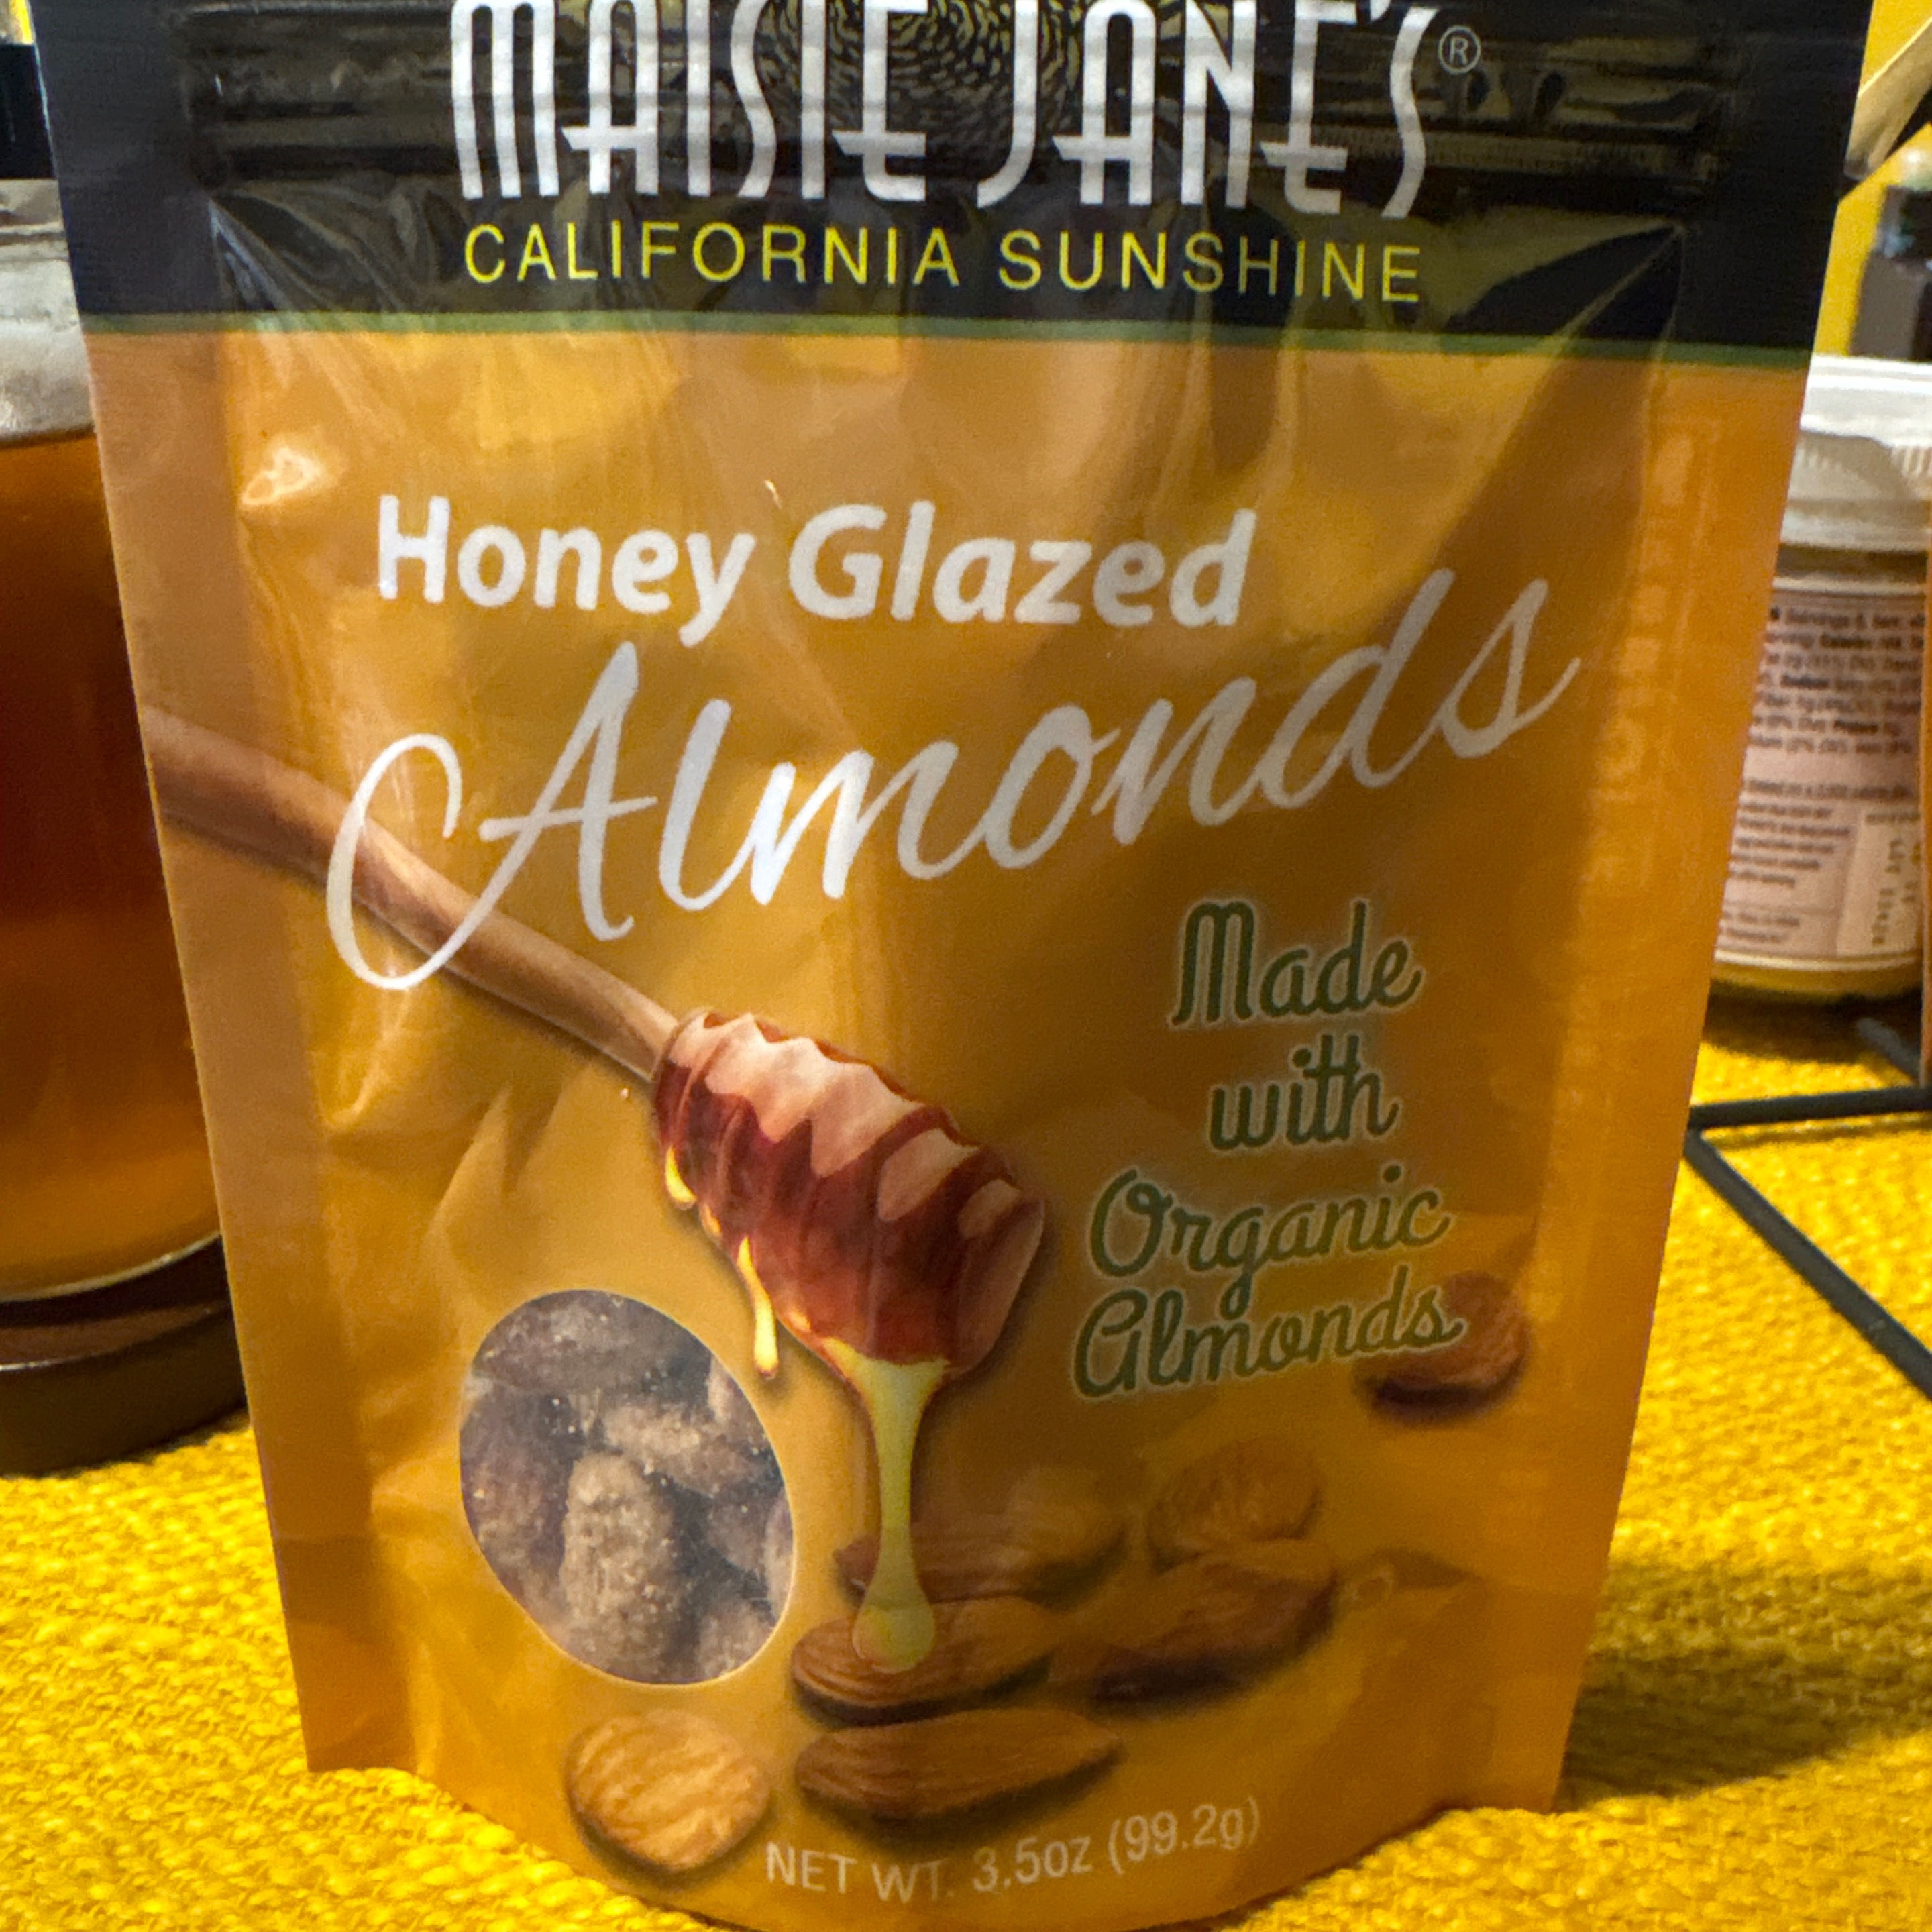 MAISIE JANE'S®
CALIFORNIA SUNSHINE
Honey Glazed
Almonds
Made
with
Organic
Almonds
NET WT. 3.5oz (99.2g)